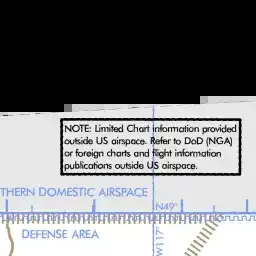 NOTE: Limited Chart information provided
outside US airspace. Refer to DoD (NGA)
or foreign charts and flight information
publications outside US airspace.
THERN DOMESTIC AIRSPACE
N49°
DEFENSE AREA
W117°